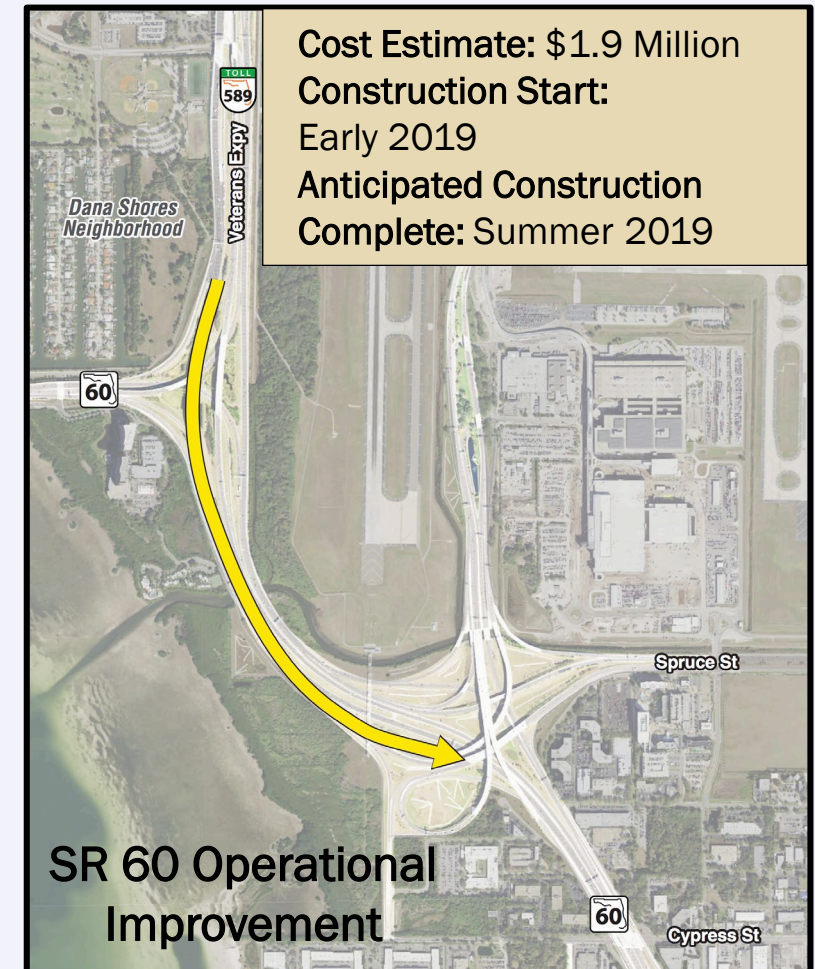 Cost Estimate: $1.9 Million
Construction Start:
Early 2019
Anticipated Construction
Complete: Summer 2019
TOLL
589
Veterans Expy
Dana Shores
Neighborhood
60
Spruce St
SR 60 Operational
Improvement
60
Cypress St